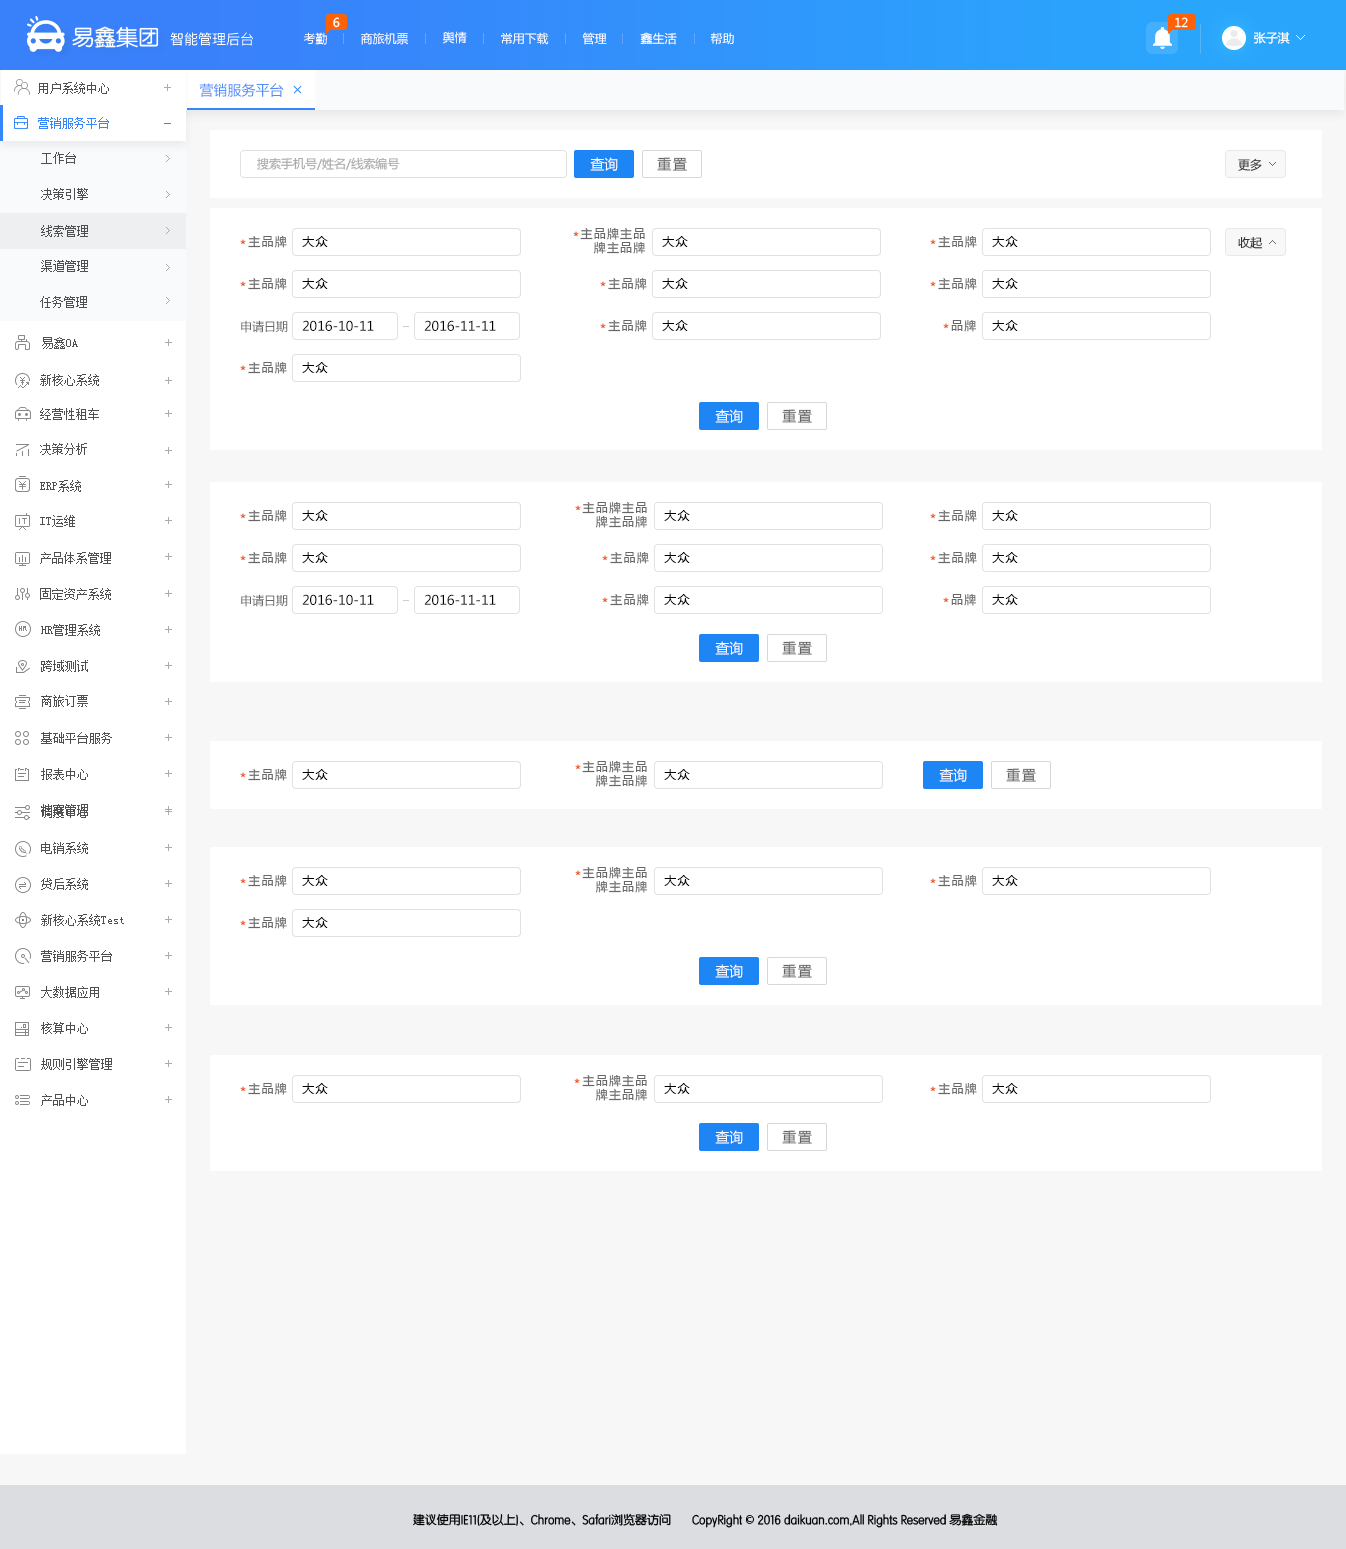 易鑫集团 智能管理后台 考勤 6 商旅机票 舆情 常用下载 管理 鑫生活 帮助 12 张子淇
用户系统中心 +
营销服务平台 −
工作台
决策引擎
线索管理
渠道管理
任务管理
易鑫OA +
新核心系统 +
经营性租车 +
决策分析 +
ERP系统 +
IT运维 +
产品体系管理 +
固定资产系统 +
HR管理系统 +
跨域测试 +
商旅订票 +
基础平台服务 +
报表中心 +
电销系统 +
贷后系统 +
新核心系统Test +
营销服务平台 +
大数据应用 +
核算中心 +
规则引擎管理 +
产品中心 +
营销服务平台 ×
搜索手机号/姓名/线索编号 查询 重置 更多
*主品牌 大众 *主品牌主品
牌主品牌 大众 *主品牌 大众 收起
*主品牌 大众 *主品牌 大众 *主品牌 大众
申请日期 2016-10-11 – 2016-11-11 *主品牌 大众 *品牌 大众
*主品牌 大众
查询 重置
*主品牌 大众 *主品牌主品
牌主品牌 大众 *主品牌 大众
*主品牌 大众 *主品牌 大众 *主品牌 大众
申请日期 2016-10-11 – 2016-11-11 *主品牌 大众 *品牌 大众
查询 重置
*主品牌 大众 *主品牌主品
牌主品牌 大众 查询 重置
*主品牌 大众 *主品牌主品
牌主品牌 大众 *主品牌 大众
*主品牌 大众
查询 重置
*主品牌 大众 *主品牌主品
牌主品牌 大众 *主品牌 大众
查询 重置
建议使用IE11(及以上)、Chrome、Safari浏览器访问 CopyRight © 2016 daikuan.com,All Rights Reserved 易鑫金融